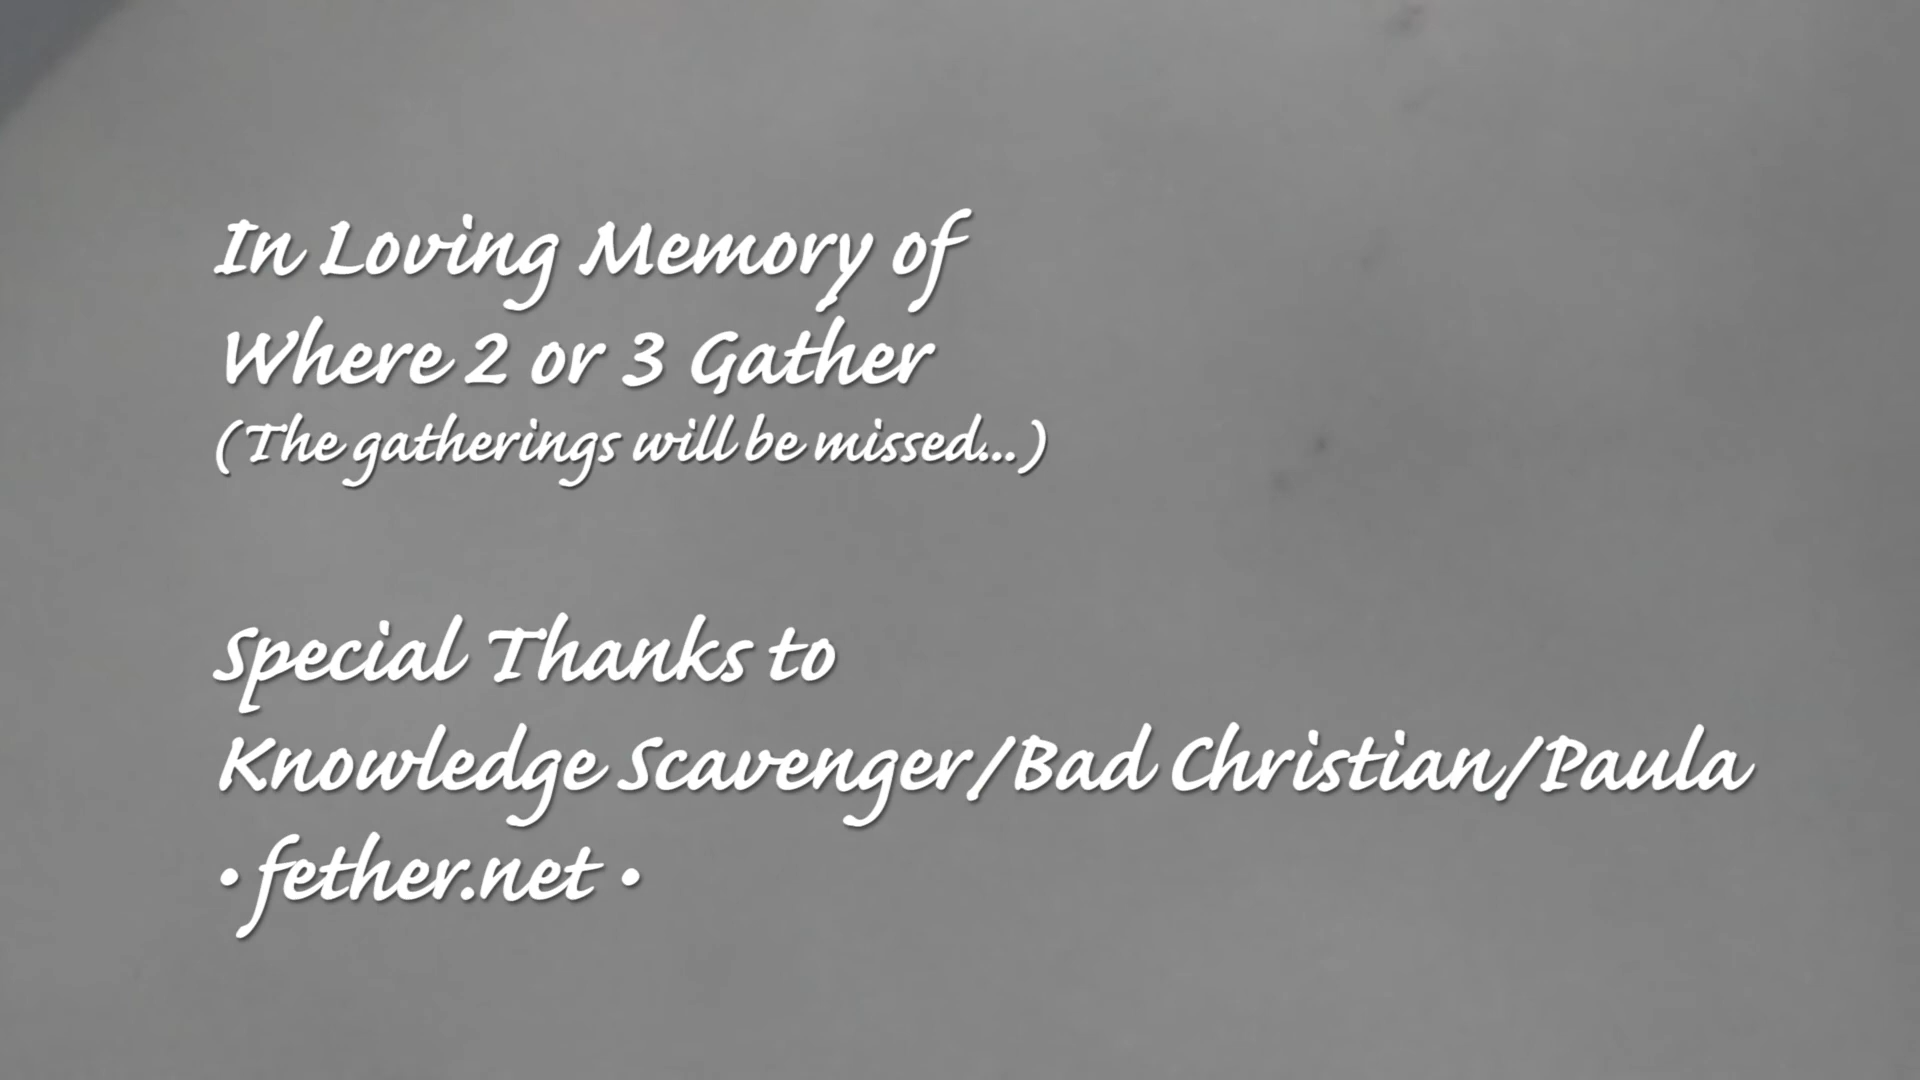 In Loving Memory of
Where 2 or 3 Gather
(The gatherings will be missed...)
Special Thanks to
Knowledge Scavenger/Bad Christian/Paula
• fether.net •